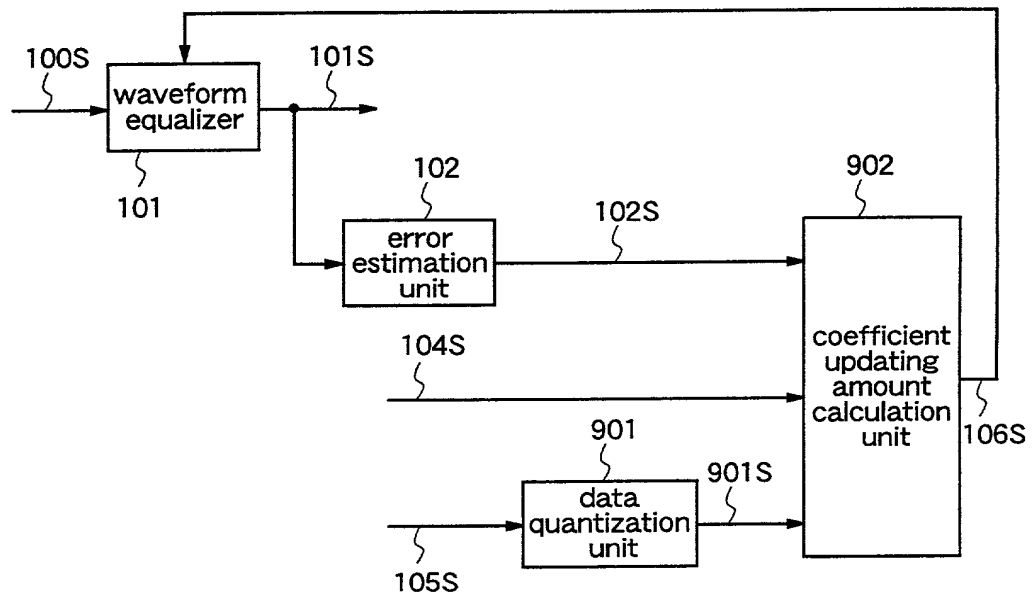 100S
waveform
equalizer
101
101S
102
error
estimation
unit
102S
104S
901
data
quantization
unit
901S
105S
902
coefficient
updating
amount
calculation
unit
106S